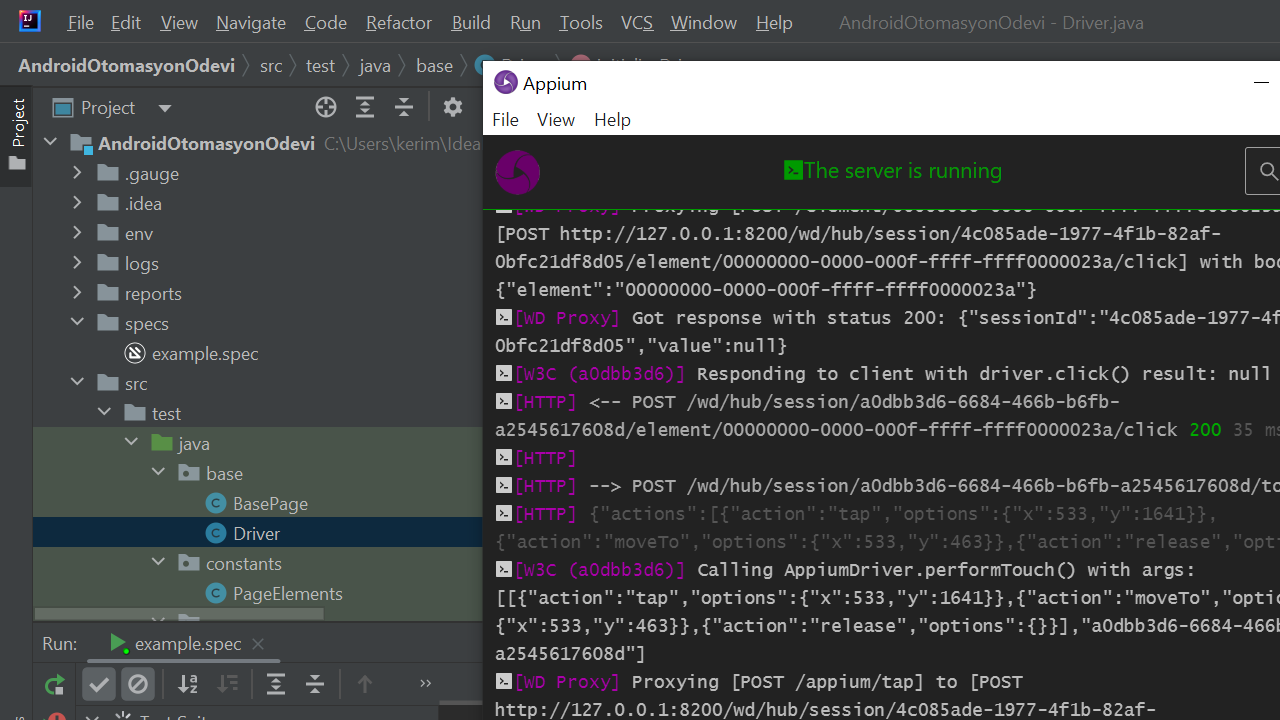 File Edit View Navigate Code Refactor Build Run Tools VCS Window Help AndroidOtomasyonOdevi - Driver.java
AndroidOtomasyonOdevi src test java base
Project
Project
AndroidOtomasyonOdevi C:\Users\kerim\Idea
.gauge
.idea
env
logs
reports
specs
example.spec
src
test
java
base
BasePage
Driver
constants
PageElements
Run: example.spec
Appium
File View Help
The server is running
[POST http://127.0.0.1:8200/wd/hub/session/4c085ade-1977-4f1b-82af-
0bfc21df8d05/element/00000000-0000-000f-ffff-ffff0000023a/click] with bod
{"element":"00000000-0000-000f-ffff-ffff0000023a"}
[WD Proxy] Got response with status 200: {"sessionId":"4c085ade-1977-4f
0bfc21df8d05","value":null}
[W3C (a0dbb3d6)] Responding to client with driver.click() result: null
[HTTP] <-- POST /wd/hub/session/a0dbb3d6-6684-466b-b6fb-
a2545617608d/element/00000000-0000-000f-ffff-ffff0000023a/click 200 35 ms
[HTTP]
[HTTP] --> POST /wd/hub/session/a0dbb3d6-6684-466b-b6fb-a2545617608d/to
[HTTP] {"actions":[{"action":"tap","options":{"x":533,"y":1641}},
{"action":"moveTo","options":{"x":533,"y":463}},{"action":"release","opti
[W3C (a0dbb3d6)] Calling AppiumDriver.performTouch() with args:
[[{"action":"tap","options":{"x":533,"y":1641}},{"action":"moveTo","optio
{"x":533,"y":463}},{"action":"release","options":{}}],"a0dbb3d6-6684-466b
a2545617608d"]
[WD Proxy] Proxying [POST /appium/tap] to [POST
http://127.0.0.1:8200/wd/hub/session/4c085ade-1977-4f1b-82af-